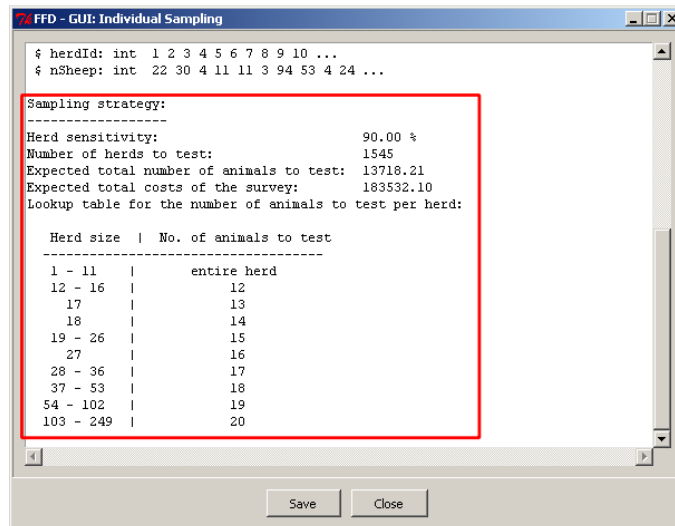 FFD - GUI: Individual Sampling
$ herdId: int 1 2 3 4 5 6 7 8 9 10 ...
$ nSheep: int 22 30 4 11 11 3 94 53 4 24 ...
Sampling strategy:
------------------
Herd sensitivity: 90.00 %
Number of herds to test: 1545
Expected total number of animals to test: 13718.21
Expected total costs of the survey: 183532.10
Lookup table for the number of animals to test per herd:
Herd size | No. of animals to test
------------------------------------
1 - 11 | entire herd
12 - 16 | 12
17 | 13
18 | 14
19 - 26 | 15
27 | 16
28 - 36 | 17
37 - 53 | 18
54 - 102 | 19
103 - 249 | 20
Save Close